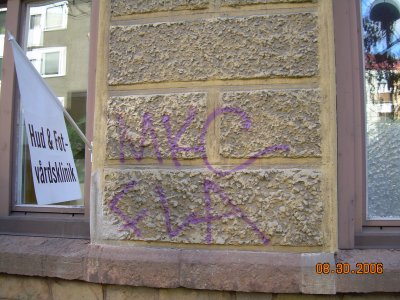 Hud & Fot-
vårdsklinik
MKC
FLA
08.30.2006